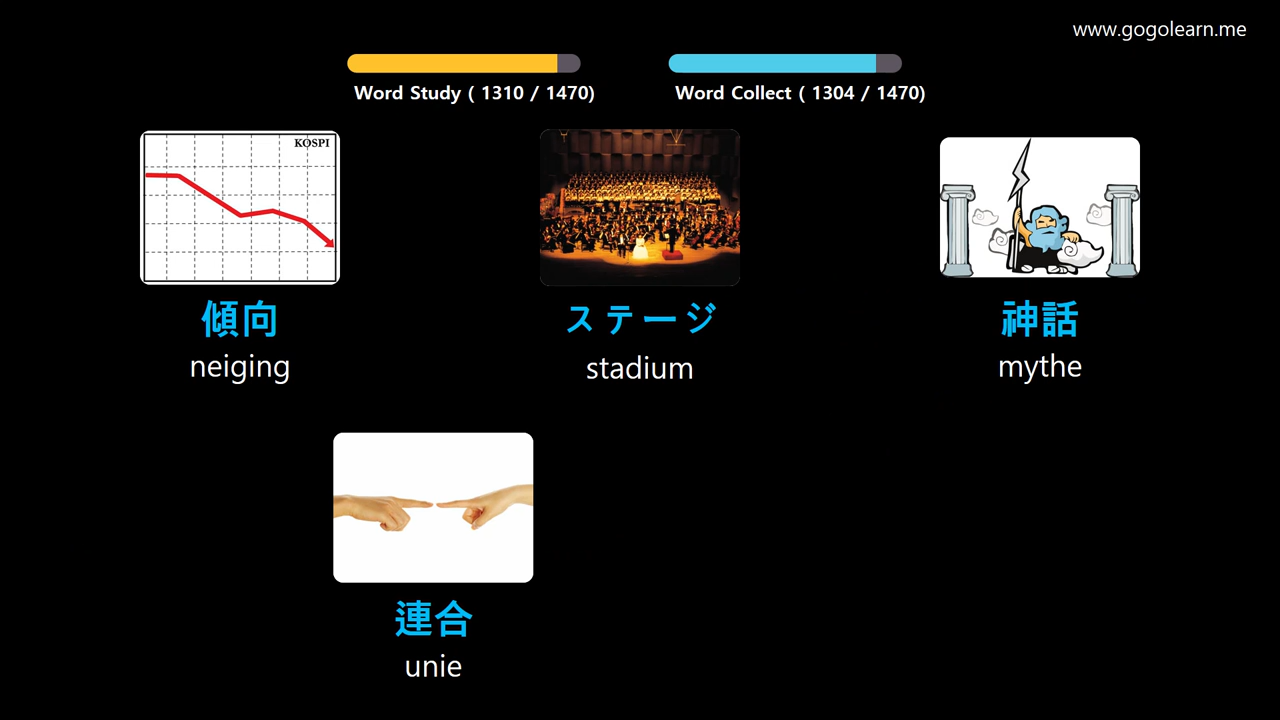 www.gogolearn.me
Word Study ( 1310 / 1470)
Word Collect ( 1304 / 1470)
KOSPI
傾向
neiging
ステージ
stadium
神話
mythe
連合
unie